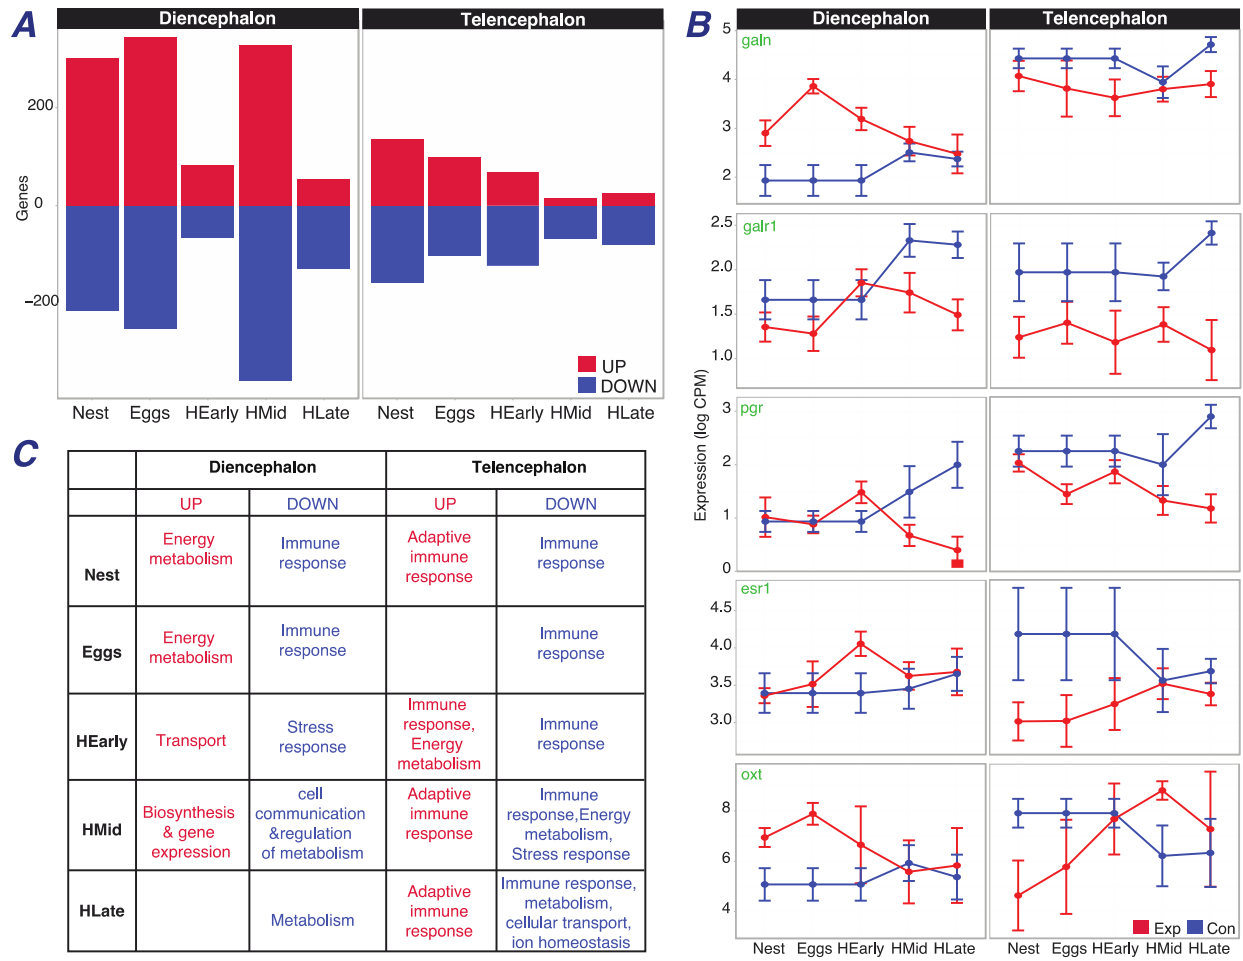 A
Diencephalon
Telencephalon
Genes
200
0
−200
UP
DOWN
Nest
Eggs
HEarly
HMid
HLate
Nest
Eggs
HEarly
HMid
HLate
B
Diencephalon
Telencephalon
Expression (log CPM)
galn
5
4
3
2
galr1
2.5
2.0
1.5
1.0
pgr
3
2
1
0
esr1
4.5
4.0
3.5
3.0
oxt
8
6
4
Exp
Con
Nest
Eggs
HEarly
HMid
HLate
Nest
Eggs
HEarly
HMid
HLate
C
Diencephalon
Telencephalon
UP
DOWN
UP
DOWN
Nest
Energy
metabolism
Immune
response
Adaptive
immune
response
Immune
response
Eggs
Energy
metabolism
Immune
response
Immune
response
HEarly
Transport
Stress
response
Immune
response,
Energy
metabolism
Immune
response
HMid
Biosynthesis
& gene
expression
cell
communication
&regulation
of metabolism
Adaptive
immune
response
Immune
response,Energy
metabolism,
Stress response
HLate
Metabolism
Adaptive
immune
response
Immune response,
metabolism,
cellular transport,
ion homeostasis